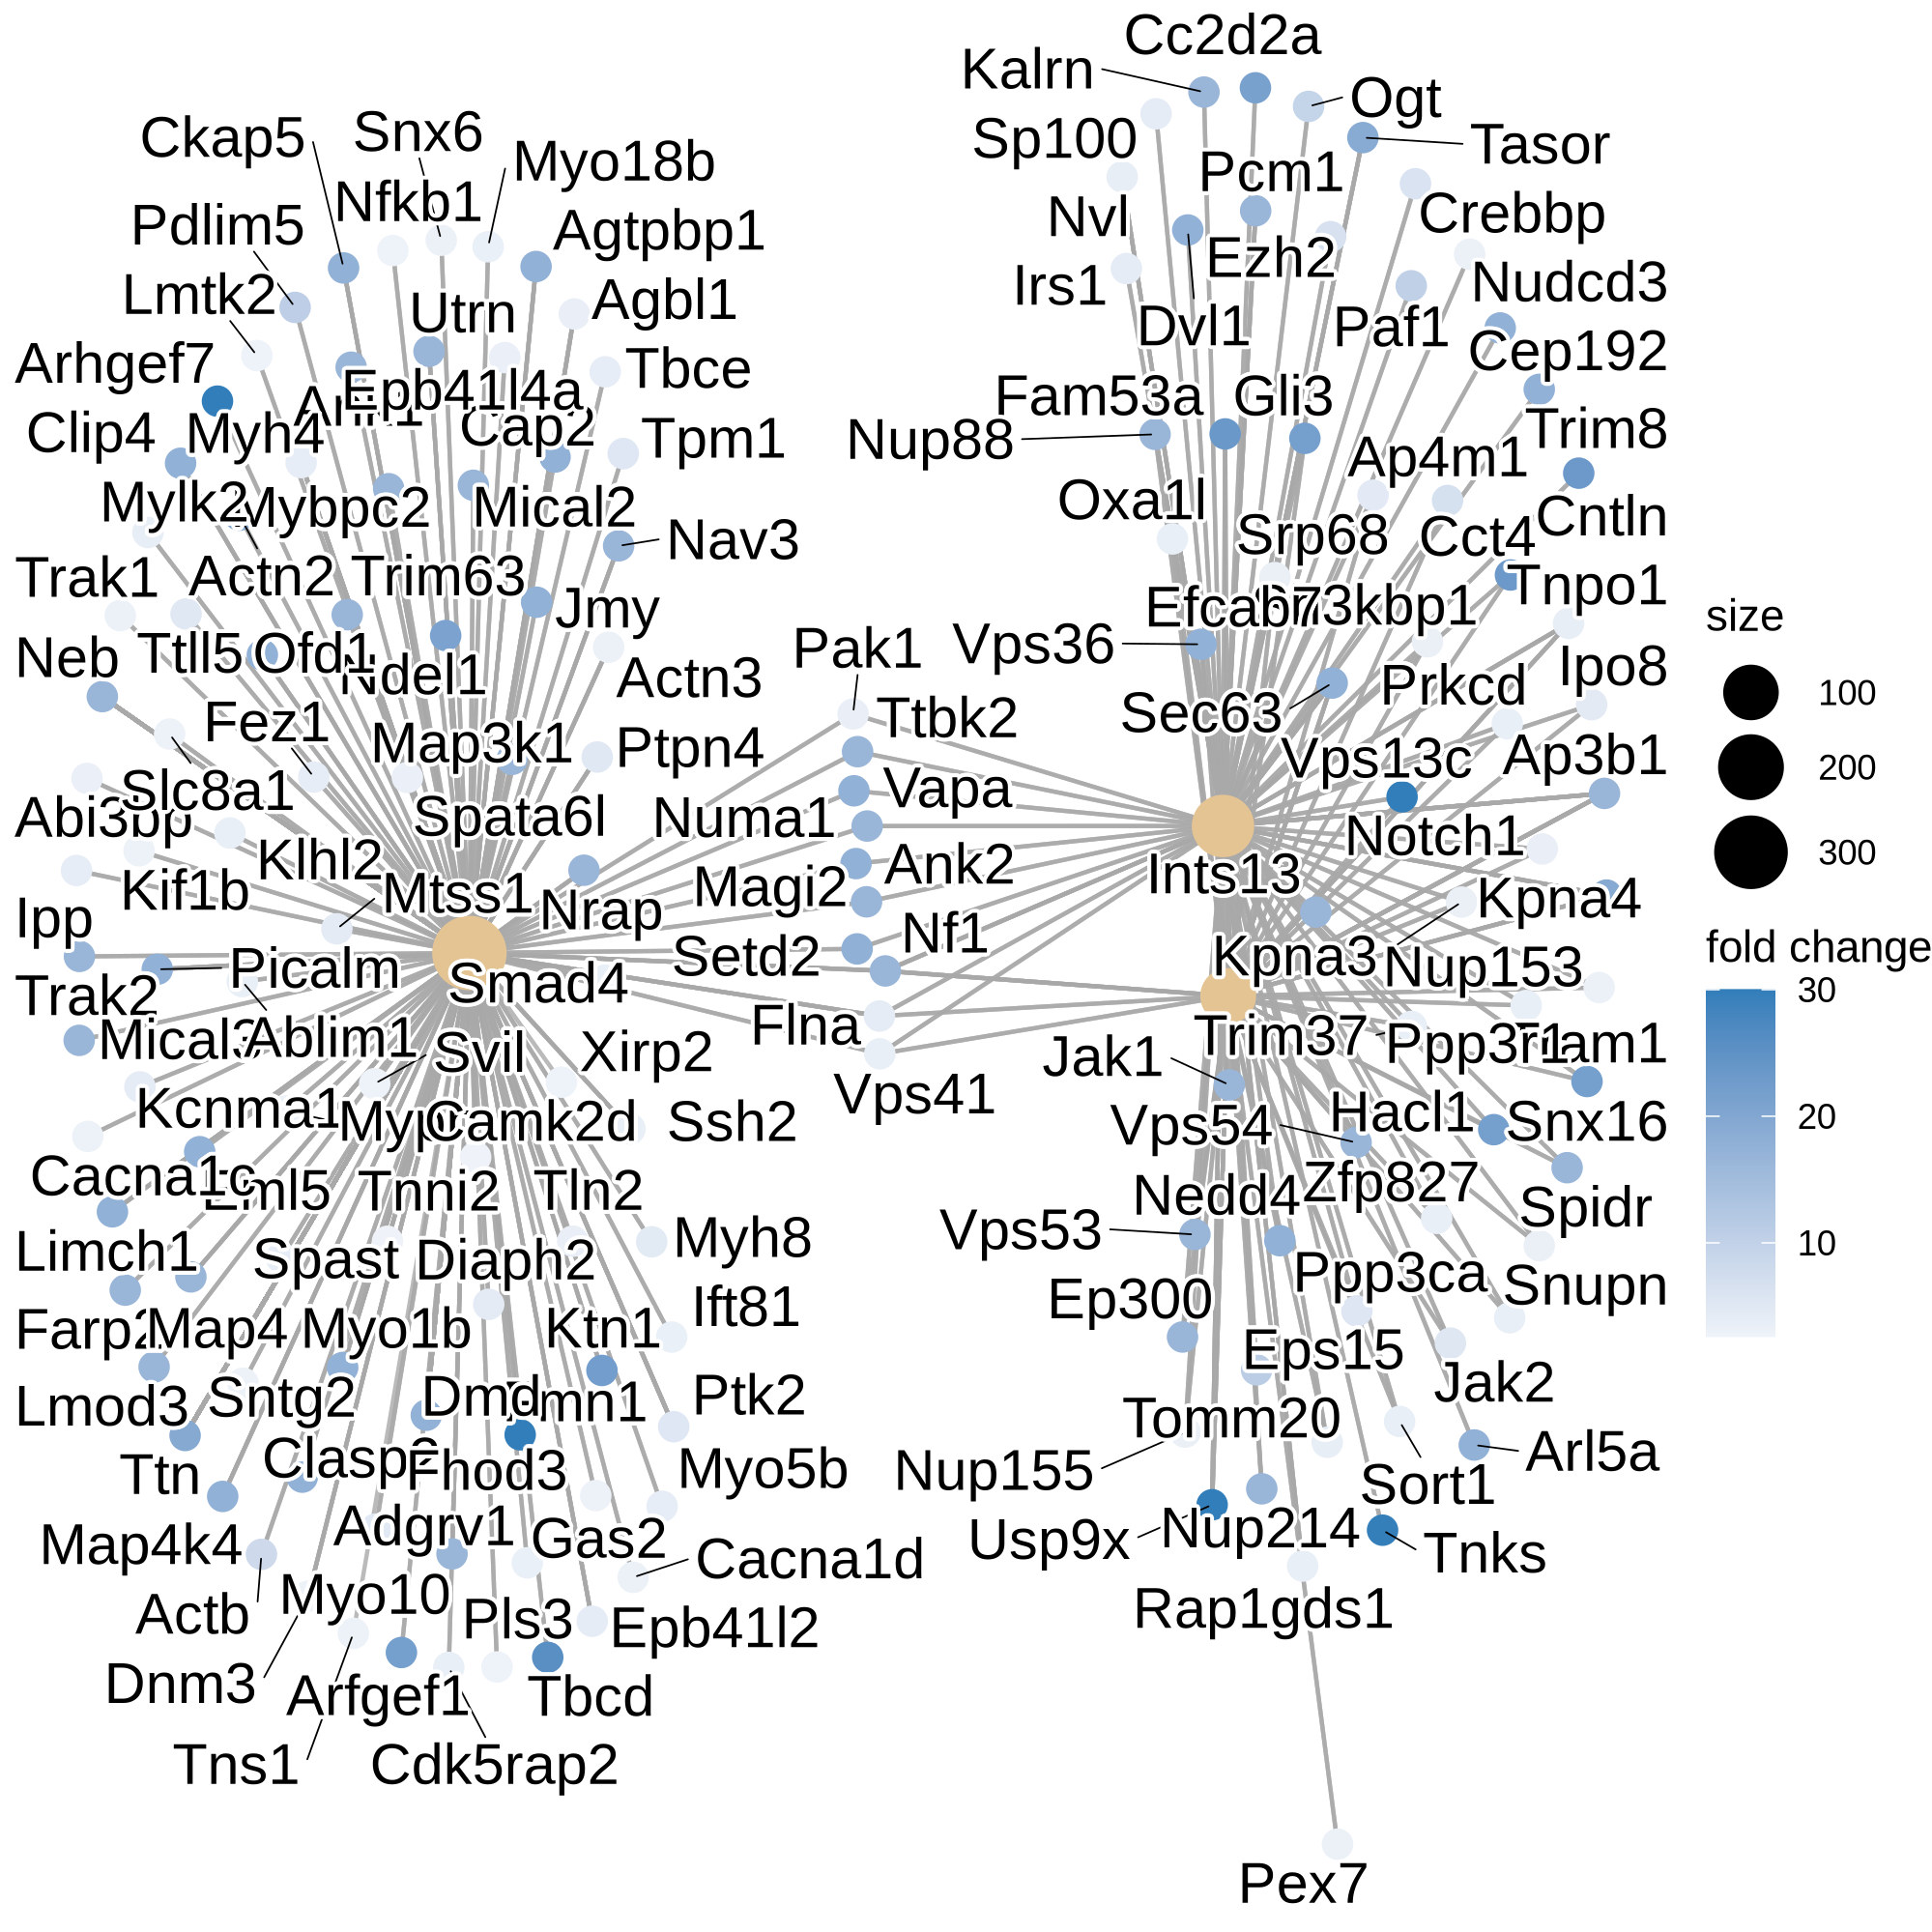 Cc2d2a
Kalrn
Ogt
Ckap5
Snx6
Sp100
Tasor
Myo18b
Pcm1
Nfkb1
Pdlim5
Nvl
Crebbp
Agtpbp1
Ezh2
Lmtk2
Irs1
Nudcd3
Agbl1
Utrn
Dvl1
Paf1
Cep192
Arhgef7
Tbce
Epb41l4a
Fam53a
Gli3
Clip4
Myh4
Cap2
Tpm1
Nup88
Ap4m1
Trim8
Mylk2
Mybpc2
Mical2
Oxa1l
Nav3
Srp68
Cct4
Cntln
Trak1
Actn2
Trim63
Jmy
Tnpo1
Neb
Ttll5
Ofd1
Ndel1
Pak1
Vps36
Actn3
Ipo8
Prkcd
Fez1
Map3k1
Ptpn4
Ttbk2
Sec63
Vps13c
Ap3b1
Slc8a1
Abi3bp
Spata6l
Numa1
Vapa
Notch1
Klhl2
Kif1b
Mtss1
Nrap
Magi2
Ank2
Ints13
Kpna4
Ipp
Picalm
Setd2
Nf1
Kpna3
Nup153
Trak2
Smad4
Mical3
Ablim1
Svil
Xirp2
Flna
Jak1
Trim37
Ppp3r1
Vps41
Kcnma1
Camk2d
Ssh2
Vps54
Hacl1
Snx16
Cacna1c
Eml5
Tnni2
Tln2
Nedd4
Zfp827
Spidr
Limch1
Spast
Diaph2
Myh8
Vps53
Ppp3ca
Snupn
Farp2
Map4
Myo1b
Ktn1
Ift81
Ep300
Eps15
Lmod3
Sntg2
Dmd
Ptk2
Tomm20
Jak2
Ttn
Fhod3
Myo5b
Nup155
Sort1
Arl5a
Map4k4
Adgrv1
Gas2
Cacna1d
Usp9x
Nup214
Tnks
Actb
Myo10
Pls3
Epb41l2
Rap1gds1
Dnm3
Arfgef1
Tbcd
Tns1
Cdk5rap2
Pex7
size
100
200
300
fold change
30
20
10